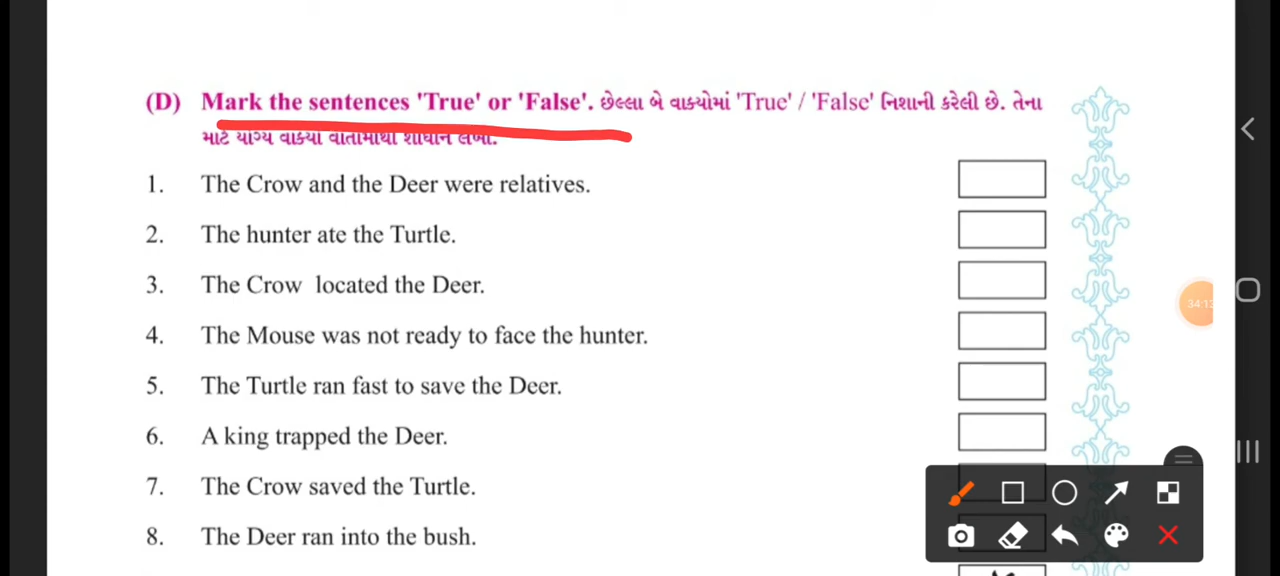 (D) Mark the sentences 'True' or 'False'. છેલ્લા બે વાક્યોમાં 'True' / 'False' નિશાની કરેલી છે. તેના
માટે યોગ્ય વાક્યો વાર્તામાંથી શોધીને લખો.
1. The Crow and the Deer were relatives.
2. The hunter ate the Turtle.
3. The Crow located the Deer.
4. The Mouse was not ready to face the hunter.
5. The Turtle ran fast to save the Deer.
6. A king trapped the Deer.
7. The Crow saved the Turtle.
8. The Deer ran into the bush.